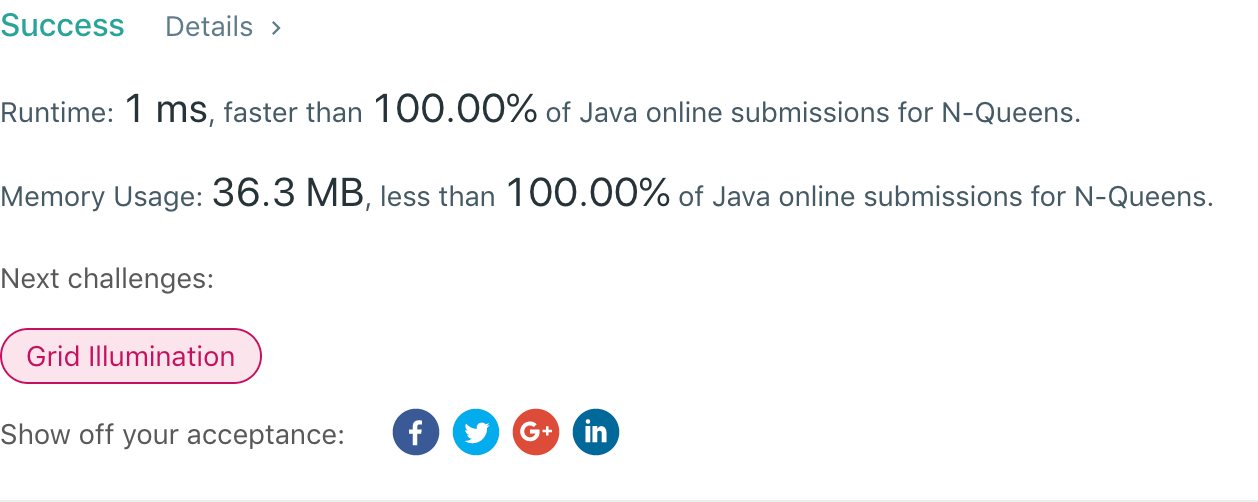 Success Details >
Runtime: 1 ms, faster than 100.00% of Java online submissions for N-Queens.
Memory Usage: 36.3 MB, less than 100.00% of Java online submissions for N-Queens.
Next challenges:
Grid Illumination
Show off your acceptance: f G+ in